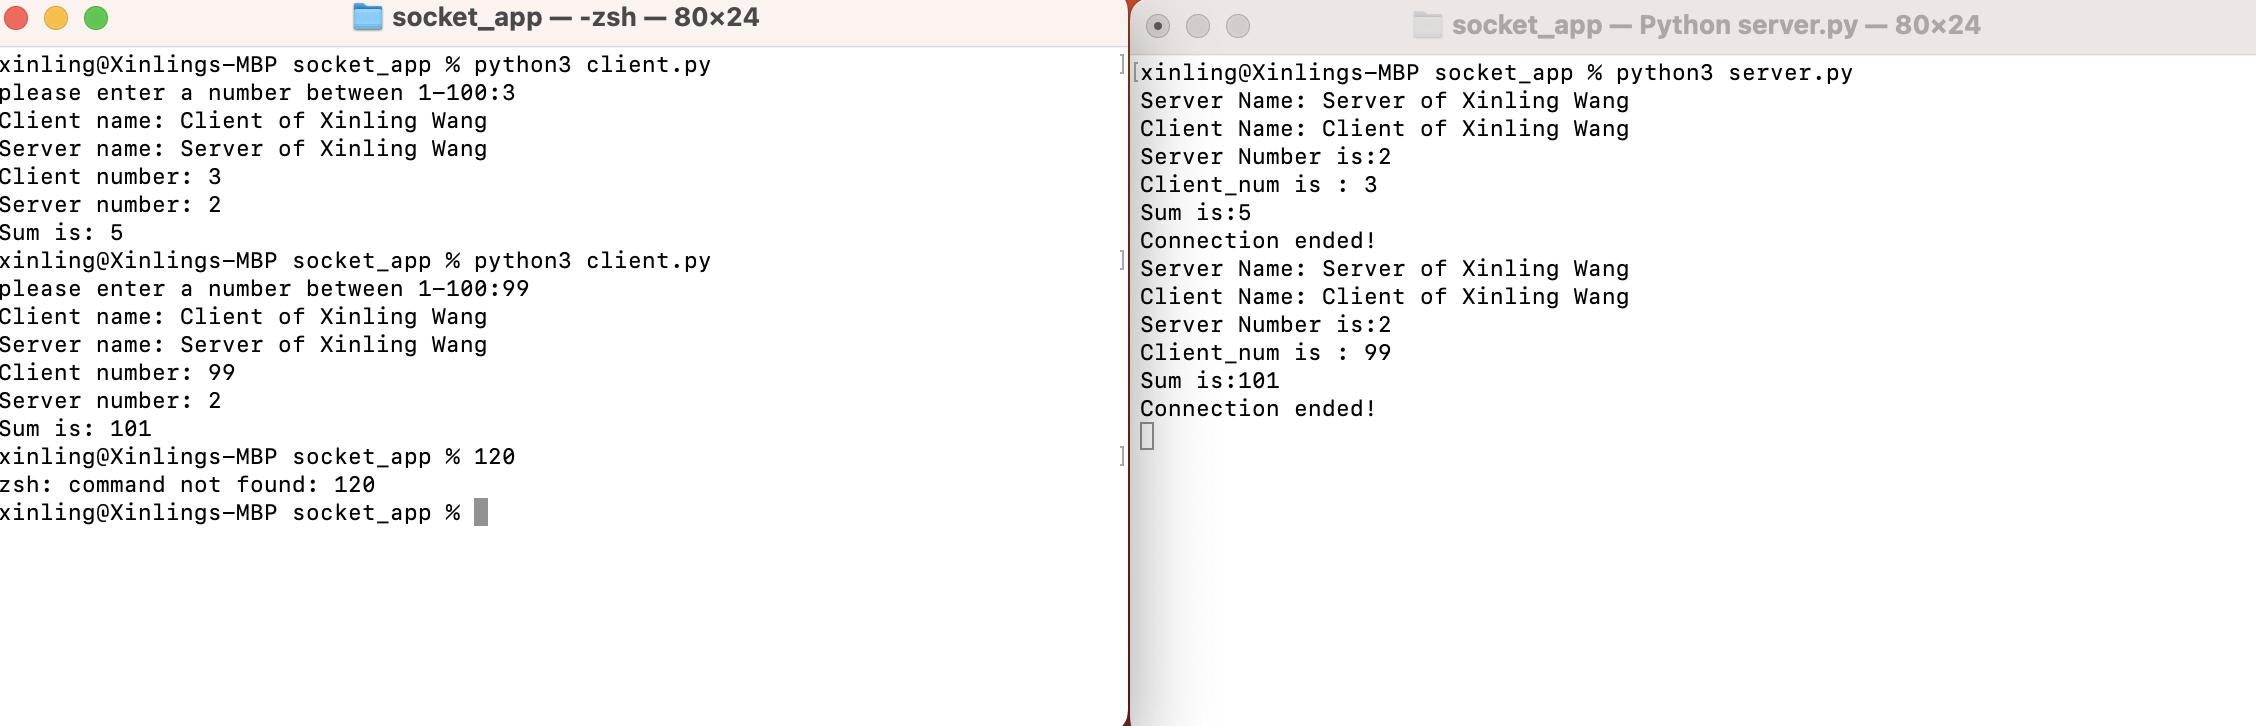 socket_app — -zsh — 80×24
xinling@Xinlings-MBP socket_app % python3 client.py
please enter a number between 1-100:3
Client name: Client of Xinling Wang
Server name: Server of Xinling Wang
Client number: 3
Server number: 2
Sum is: 5
xinling@Xinlings-MBP socket_app % python3 client.py
please enter a number between 1-100:99
Client name: Client of Xinling Wang
Server name: Server of Xinling Wang
Client number: 99
Server number: 2
Sum is: 101
xinling@Xinlings-MBP socket_app % 120
zsh: command not found: 120
xinling@Xinlings-MBP socket_app %
socket_app — Python server.py — 80×24
xinling@Xinlings-MBP socket_app % python3 server.py
Server Name: Server of Xinling Wang
Client Name: Client of Xinling Wang
Server Number is:2
Client_num is : 3
Sum is:5
Connection ended!
Server Name: Server of Xinling Wang
Client Name: Client of Xinling Wang
Server Number is:2
Client_num is : 99
Sum is:101
Connection ended!